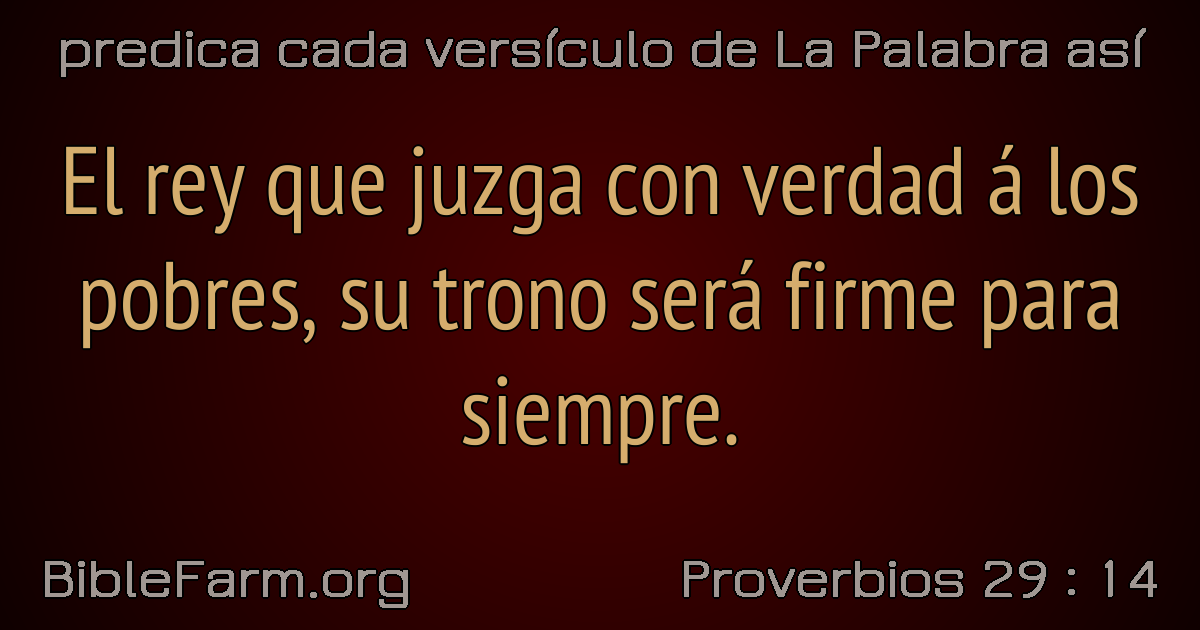 predica cada versículo de La Palabra así
El rey que juzga con verdad á los
pobres, su trono será firme para
siempre.
BibleFarm.org
Proverbios 29 : 14